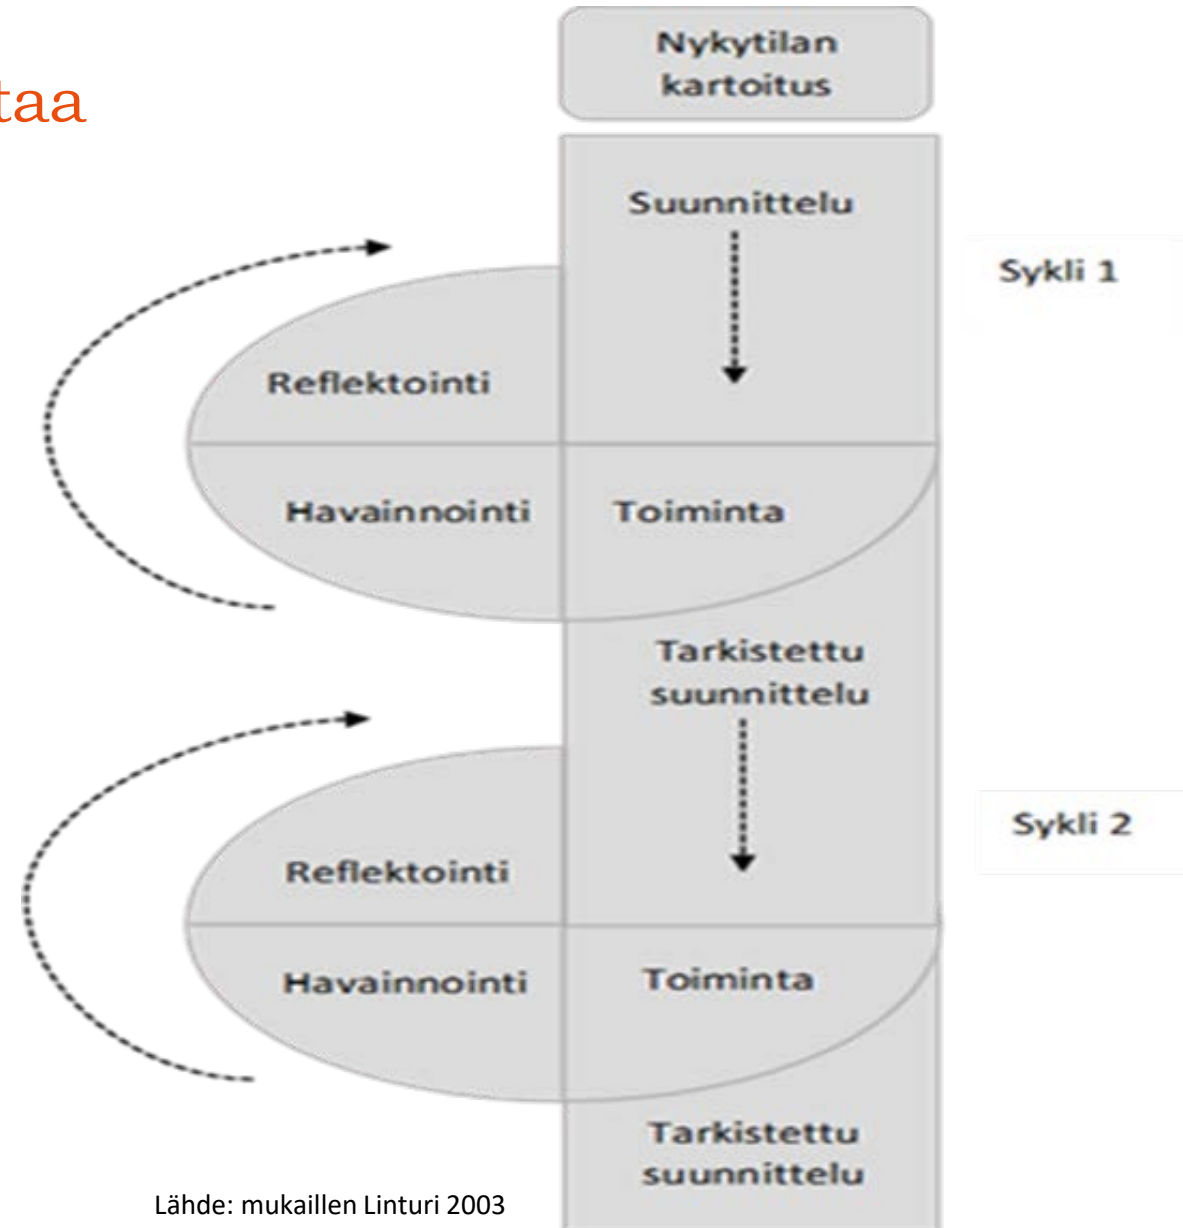 taa
Nykytilan
kartoitus
Suunnittelu
Sykli 1
Reflektointi
Havainnointi
Toiminta
Tarkistettu
suunnittelu
Sykli 2
Reflektointi
Havainnointi
Toiminta
Tarkistettu
suunnittelu
Lähde: mukaillen Linturi 2003